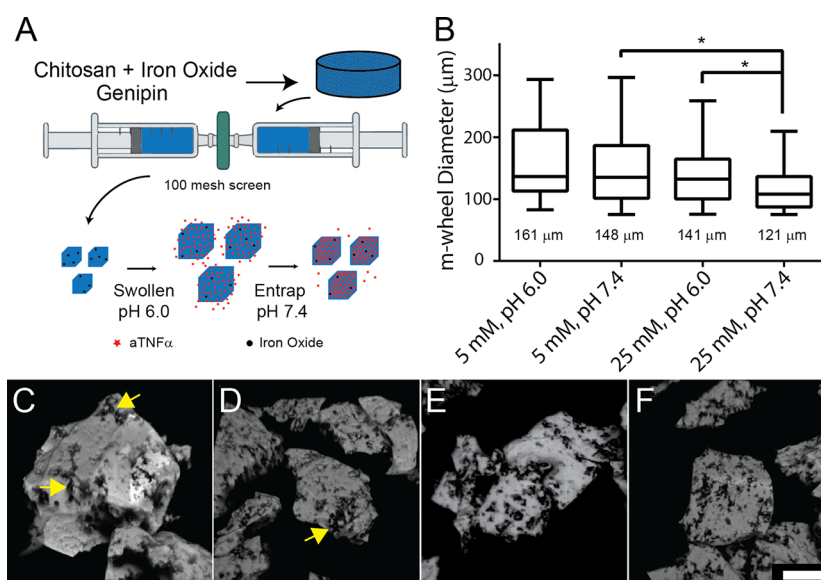 A
Chitosan + Iron Oxide
Genipin
100 mesh screen
Swollen
pH 6.0
Entrap
pH 7.4
aTNFα
Iron Oxide
B
m-wheel Diameter (µm)
300
200
100
0
*
*
161 µm
148 µm
141 µm
121 µm
5 mM, pH 6.0
5 mM, pH 7.4
25 mM, pH 6.0
25 mM, pH 7.4
C
D
E
F